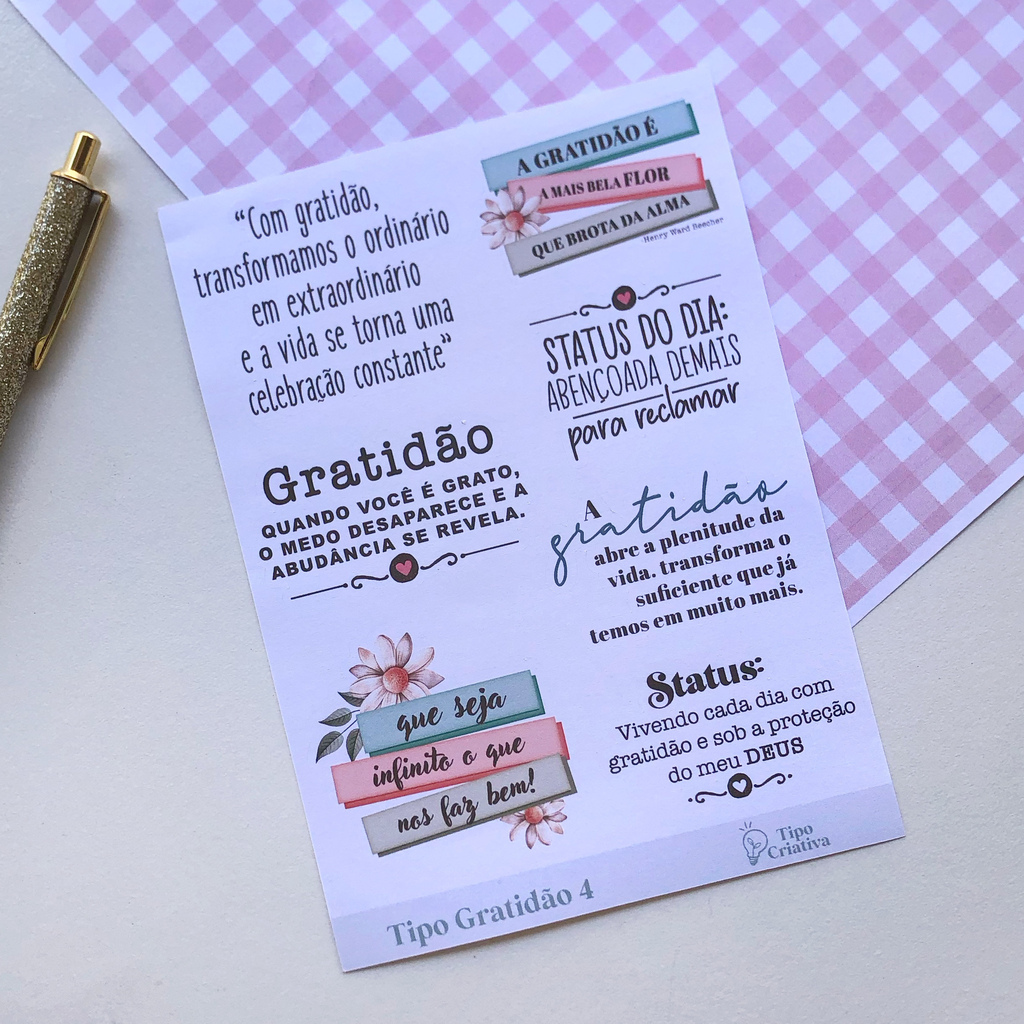 “Com gratidão,
transformamos o ordinário
em extraordinário
e a vida se torna uma
celebração constante”
A GRATIDÃO É
A MAIS BELA FLOR
QUE BROTA DA ALMA
-Henry Ward Beecher
STATUS DO DIA:
ABENÇOADA DEMAIS
para reclamar
Gratidão
QUANDO VOCÊ É GRATO,
O MEDO DESAPARECE E A
ABUDÂNCIA SE REVELA.
A
gratidão
abre a plenitude da
vida. transforma o
suficiente que já
temos em muito mais.
que seja
infinito o que
nos faz bem!
Status:
Vivendo cada dia com
gratidão e sob a proteção
do meu DEUS
Tipo Gratidão 4
Tipo
Criativa